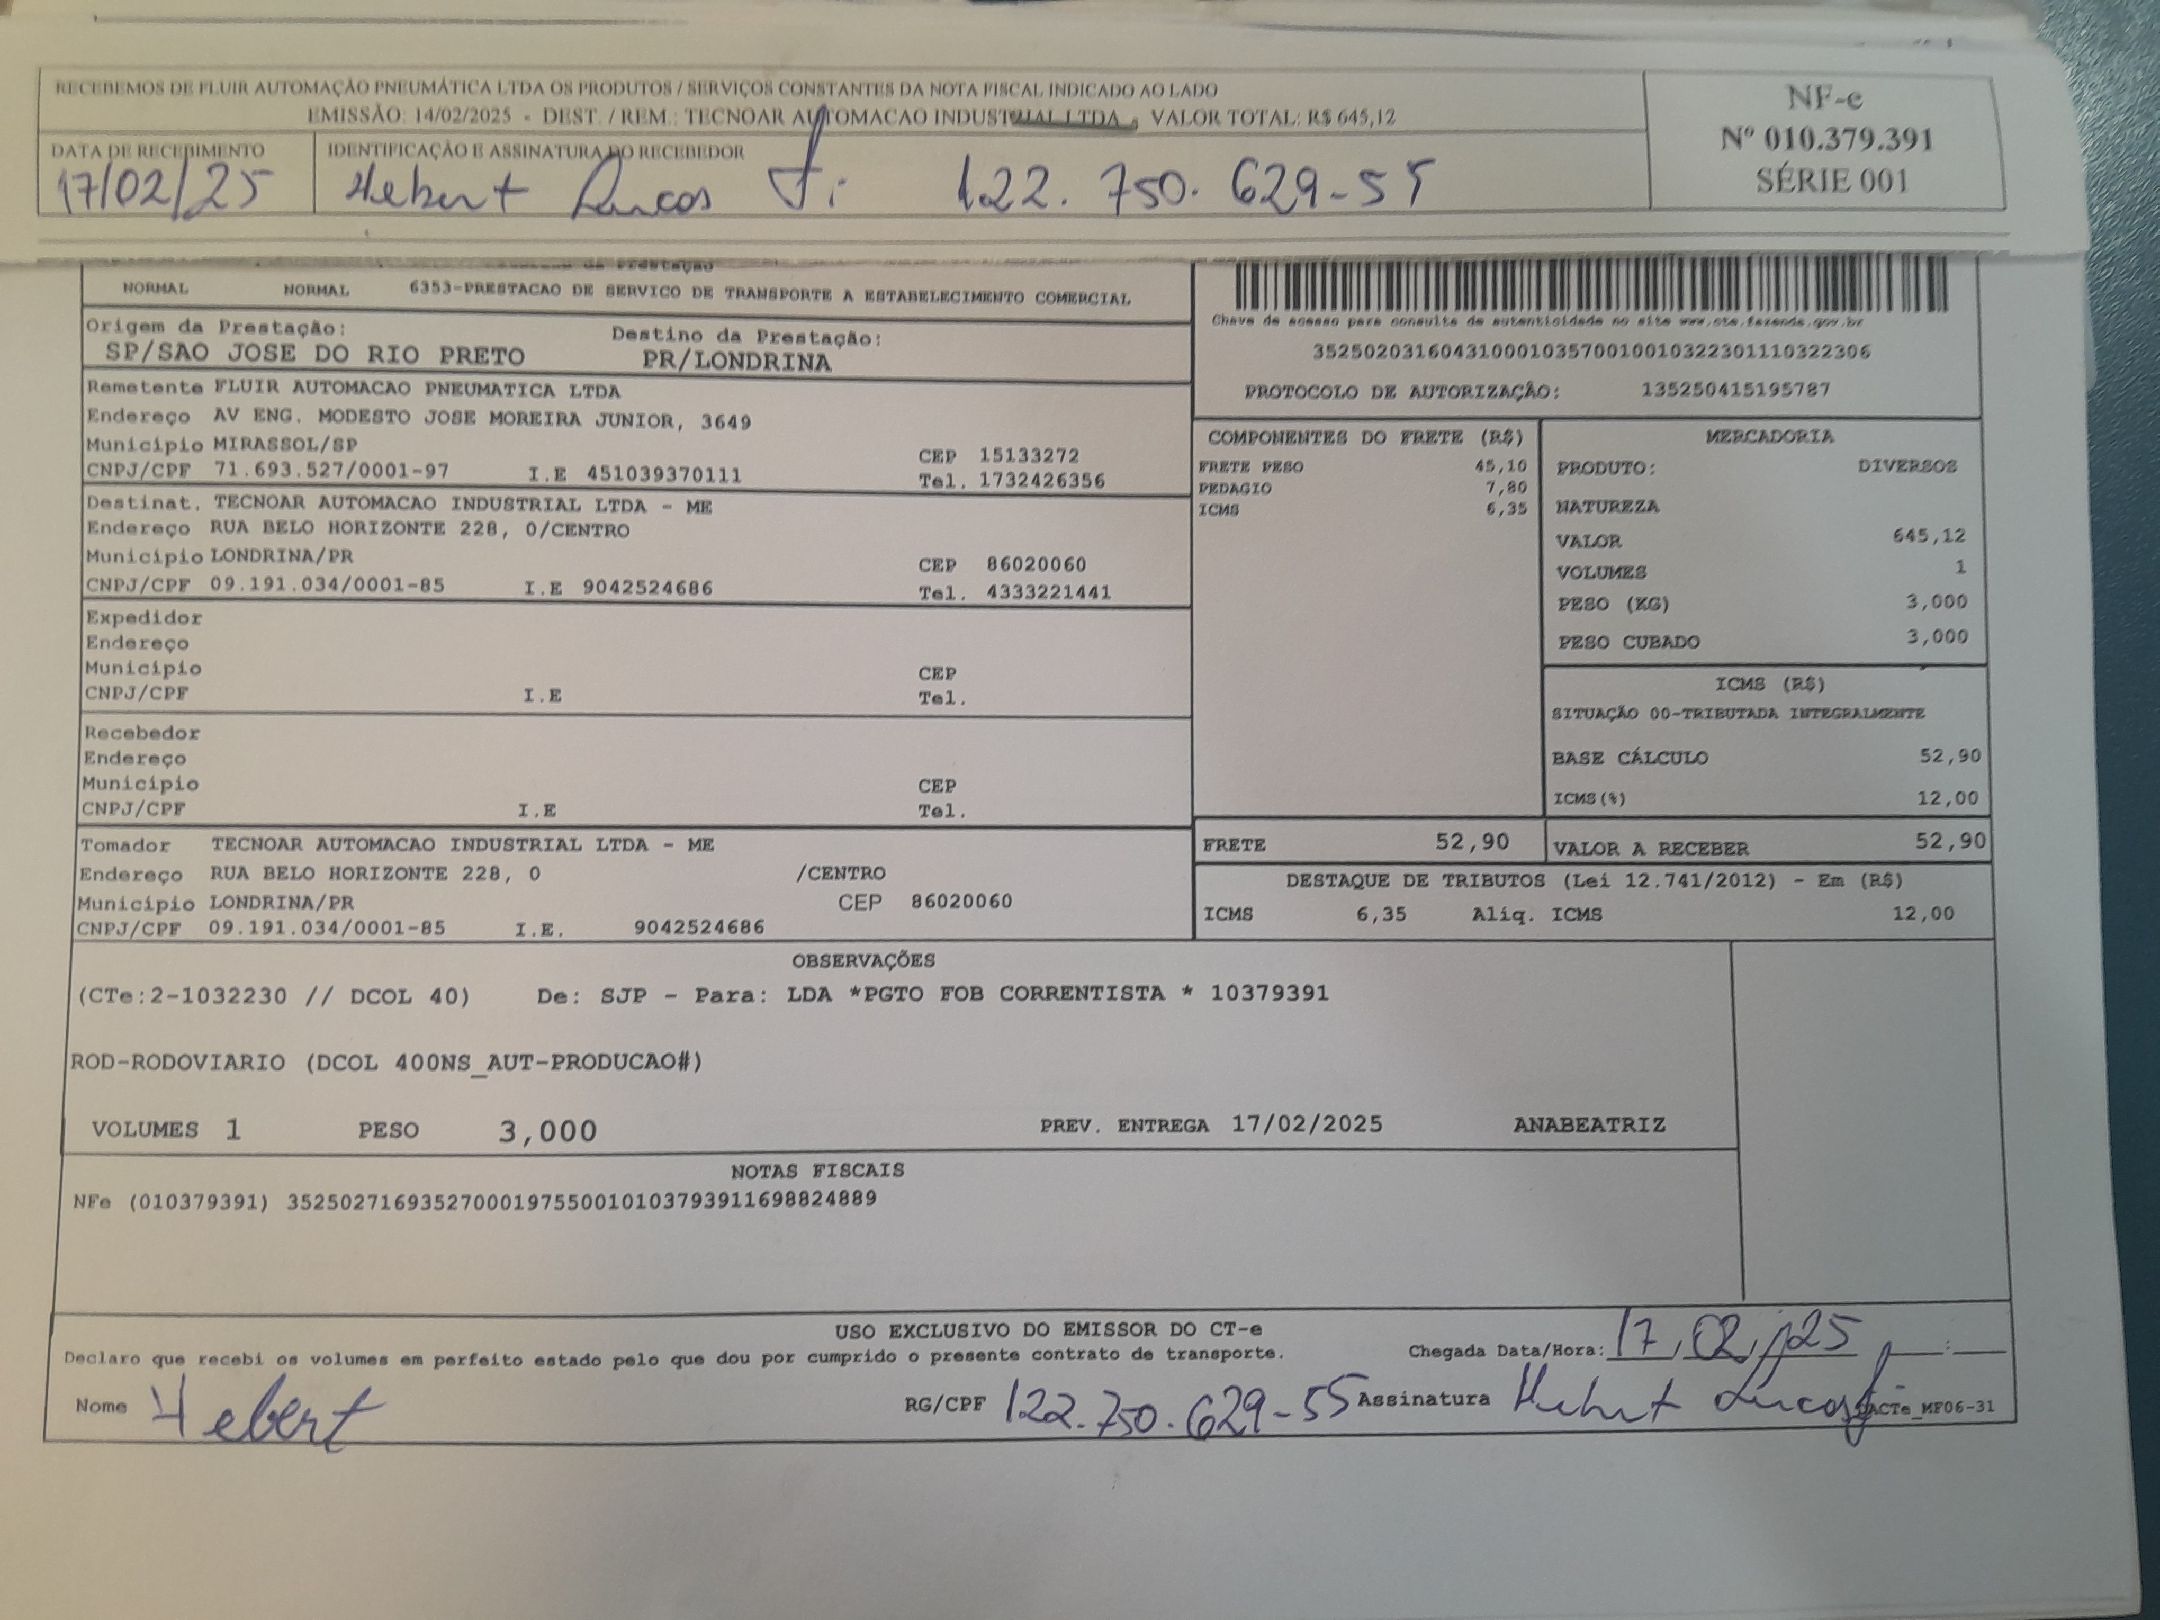 RECEBEMOS DE FLUIR AUTOMAÇÃO PNEUMÁTICA LTDA OS PRODUTOS / SERVIÇOS CONSTANTES DA NOTA FISCAL INDICADO AO LADO
EMISSÃO: 14/02/2025 - DEST. / REM.: TECNOAR AUTOMACAO INDUSTRIAL LTDA VALOR TOTAL: R$ 645,12
NF-e
Nº 010.379.391
SÉRIE 001
DATA DE RECEBIMENTO IDENTIFICAÇÃO E ASSINATURA DO RECEBEDOR
17/02/25 Hebert Lucas 122.750.629-55
NORMAL NORMAL 6353-PRESTACAO DE SERVICO DE TRANSPORTE A ESTABELECIMENTO COMERCIAL
Origem da Prestação: Destino da Prestação:
SP/SAO JOSE DO RIO PRETO PR/LONDRINA
Chave de acesso para consulta de autenticidade no site www.cte.fazenda.gov.br
35250203160431000103570010010322301110322306
PROTOCOLO DE AUTORIZAÇÃO: 135250415195787
Remetente FLUIR AUTOMACAO PNEUMATICA LTDA
Endereço AV ENG. MODESTO JOSE MOREIRA JUNIOR, 3649
Município MIRASSOL/SP CEP 15133272
CNPJ/CPF 71.693.527/0001-97 I.E 451039370111 Tel. 1732426356
Destinat. TECNOAR AUTOMACAO INDUSTRIAL LTDA - ME
Endereço RUA BELO HORIZONTE 228, 0/CENTRO
Município LONDRINA/PR CEP 86020060
CNPJ/CPF 09.191.034/0001-85 I.E 9042524686 Tel. 4333221441
Expedidor
Endereço
Município CEP
CNPJ/CPF I.E Tel.
Recebedor
Endereço
Município CEP
CNPJ/CPF I.E Tel.
Tomador TECNOAR AUTOMACAO INDUSTRIAL LTDA - ME
Endereço RUA BELO HORIZONTE 228, 0 /CENTRO
Município LONDRINA/PR CEP 86020060
CNPJ/CPF 09.191.034/0001-85 I.E. 9042524686
COMPONENTES DO FRETE (R$)
FRETE PESO 45,10
PEDAGIO 7,80
ICMS 6,35
MERCADORIA
PRODUTO: DIVERSOS
NATUREZA
VALOR 645,12
VOLUMES 1
PESO (KG) 3,000
PESO CUBADO 3,000
ICMS (R$)
SITUAÇÃO 00-TRIBUTADA INTEGRALMENTE
BASE CÁLCULO 52,90
ICMS(%) 12,00
FRETE 52,90 VALOR A RECEBER 52,90
DESTAQUE DE TRIBUTOS (Lei 12.741/2012) - Em (R$)
ICMS 6,35 Aliq. ICMS 12,00
OBSERVAÇÕES
(CTe:2-1032230 // DCOL 40) De: SJP - Para: LDA *PGTO FOB CORRENTISTA * 10379391
ROD-RODOVIARIO (DCOL 400NS_AUT-PRODUCAO#)
VOLUMES 1 PESO 3,000 PREV. ENTREGA 17/02/2025 ANABEATRIZ
NOTAS FISCAIS
NFe (010379391) 35250271693527000197550010103793911698824889
USO EXCLUSIVO DO EMISSOR DO CT-e
Declaro que recebi os volumes em perfeito estado pelo que dou por cumprido o presente contrato de transporte. Chegada Data/Hora: 17/02/25 __:__
Nome Hebert RG/CPF 122.750.629-55 Assinatura Hebert Lucas DACTe_MF06-31